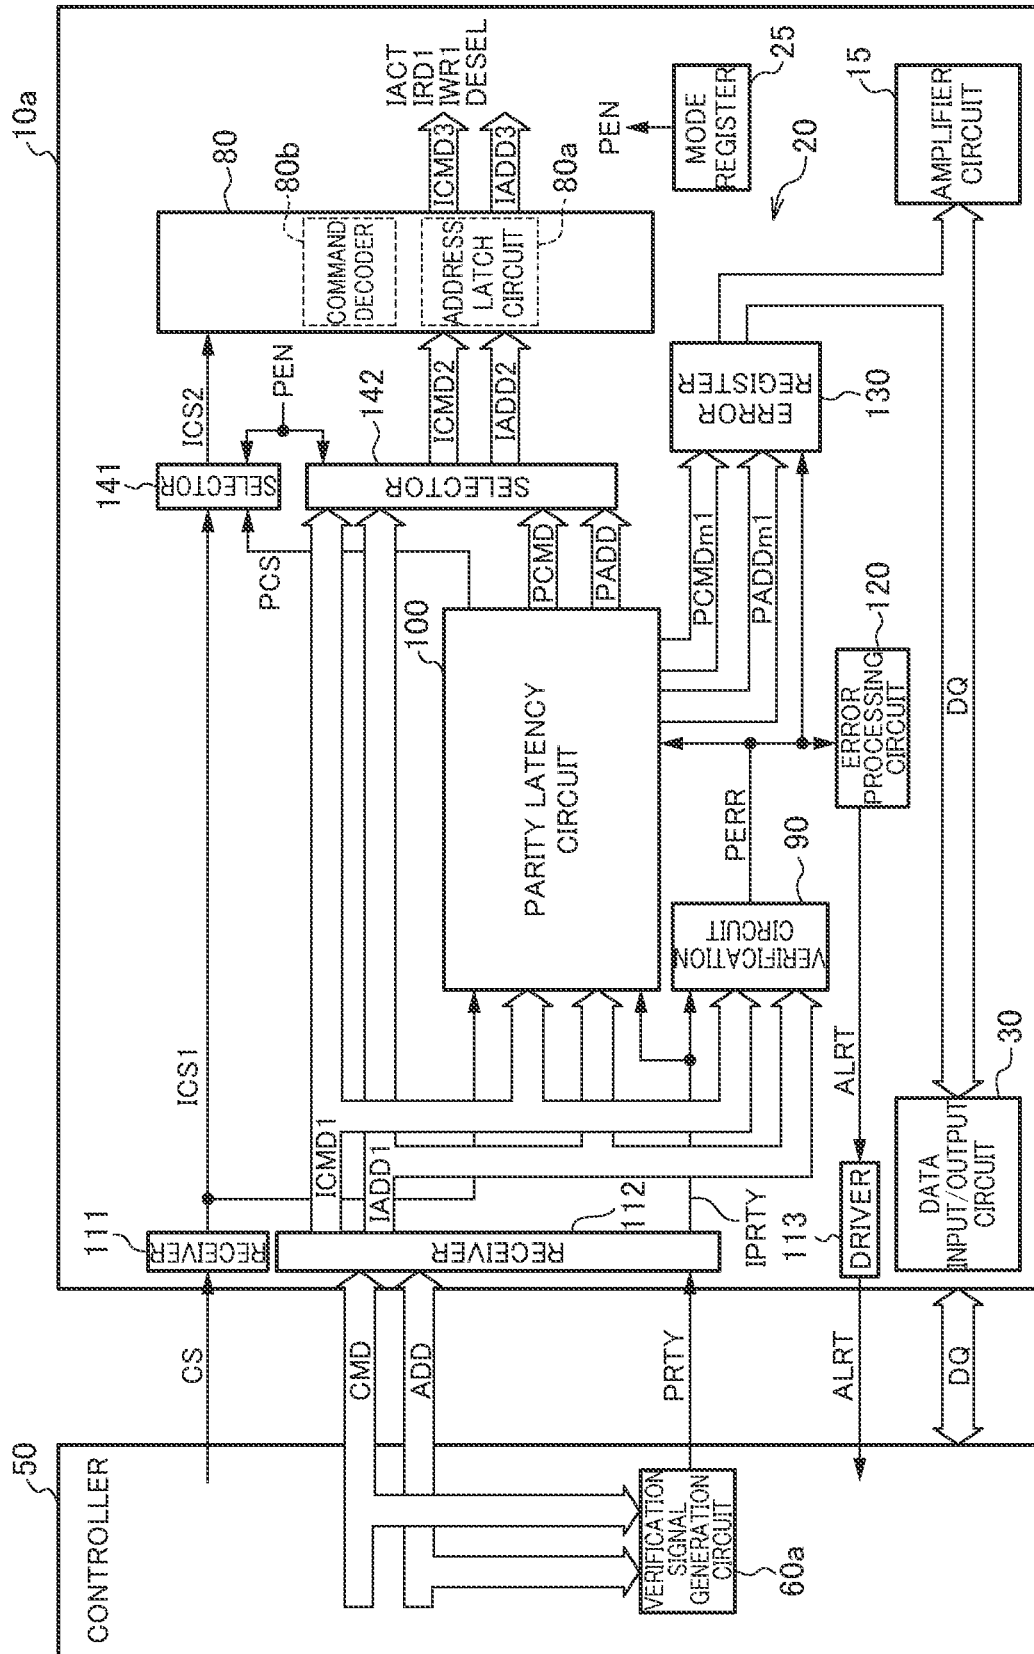 50
CONTROLLER
VERIFICATION
SIGNAL
GENERATION
CIRCUIT
60a
CS
CMD
ADD
PRTY
ALRT
DQ
10a
111
RECEIVER
RECEIVER
112
IPRTY
113
DRIVER
ALRT
DATA
INPUT/OUTPUT
CIRCUIT
30
ICS1
ICMD1
IADD1
PARITY LATENCY
CIRCUIT
100
VERIFICATION
CIRCUIT
90
PERR
ERROR
PROCESSING
CIRCUIT
120
PCS
PCMD
PADD
PCMDm1
PADDm1
DQ
141
SELECTOR
SELECTOR
142
PEN
ICS2
ICMD2
IADD2
ERROR
REGISTER
130
80
80b
COMMAND
DECODER
ADDRESS
LATCH
CIRCUIT
80a
ICMD3
IADD3
IACT
IRD1
IWR1
DESEL
PEN
MODE
REGISTER
25
20
AMPLIFIER
CIRCUIT
15